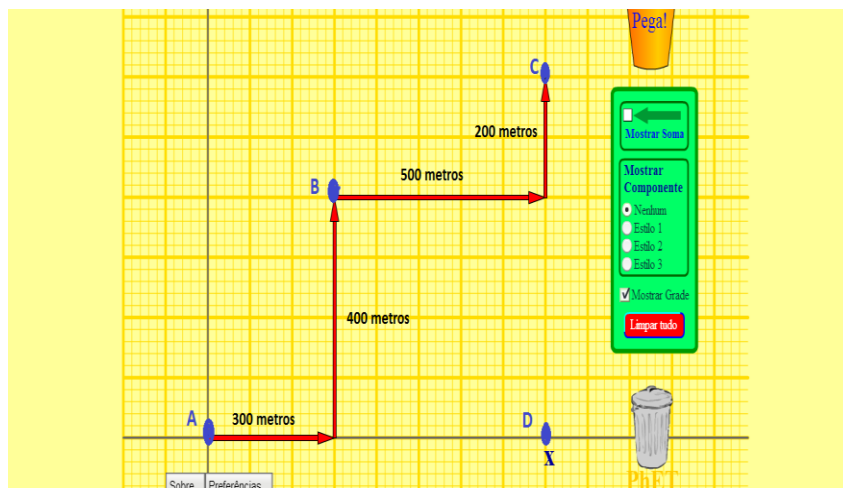 Pega!
C
200 metros
Mostrar Soma
500 metros
B
Mostrar
Componente
Nenhum
Estilo 1
Estilo 2
Estilo 3
400 metros
Mostrar Grade
Limpar tudo
A
300 metros
D
X
PhET
Sobre
Preferências